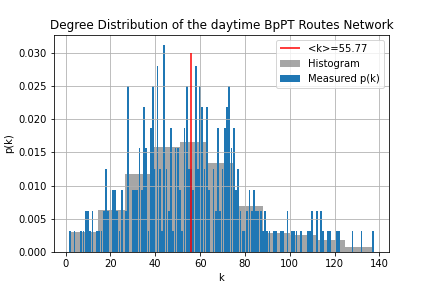 Degree Distribution of the daytime BpPT Routes Network
<k>=55.77
Histogram
Measured p(k)
p(k)
0.030
0.025
0.020
0.015
0.010
0.005
0.000
0 20 40 60 80 100 120 140
k